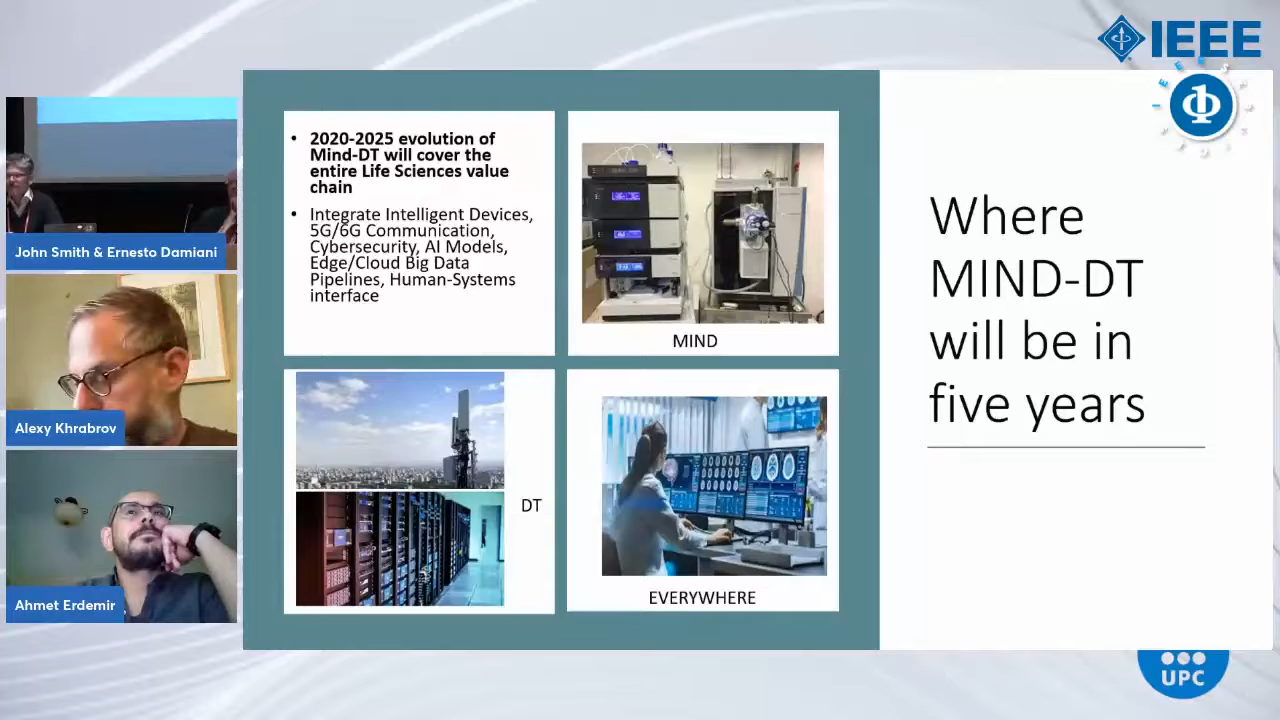 IEEE
John Smith & Ernesto Damiani
Alexy Khrabrov
Ahmet Erdemir
• 2020-2025 evolution of
Mind-DT will cover the
entire Life Sciences value
chain
• Integrate Intelligent Devices,
5G/6G Communication,
Cybersecurity, AI Models,
Edge/Cloud Big Data
Pipelines, Human-Systems
interface
MIND
DT
EVERYWHERE
Where
MIND-DT
will be in
five years
UPC